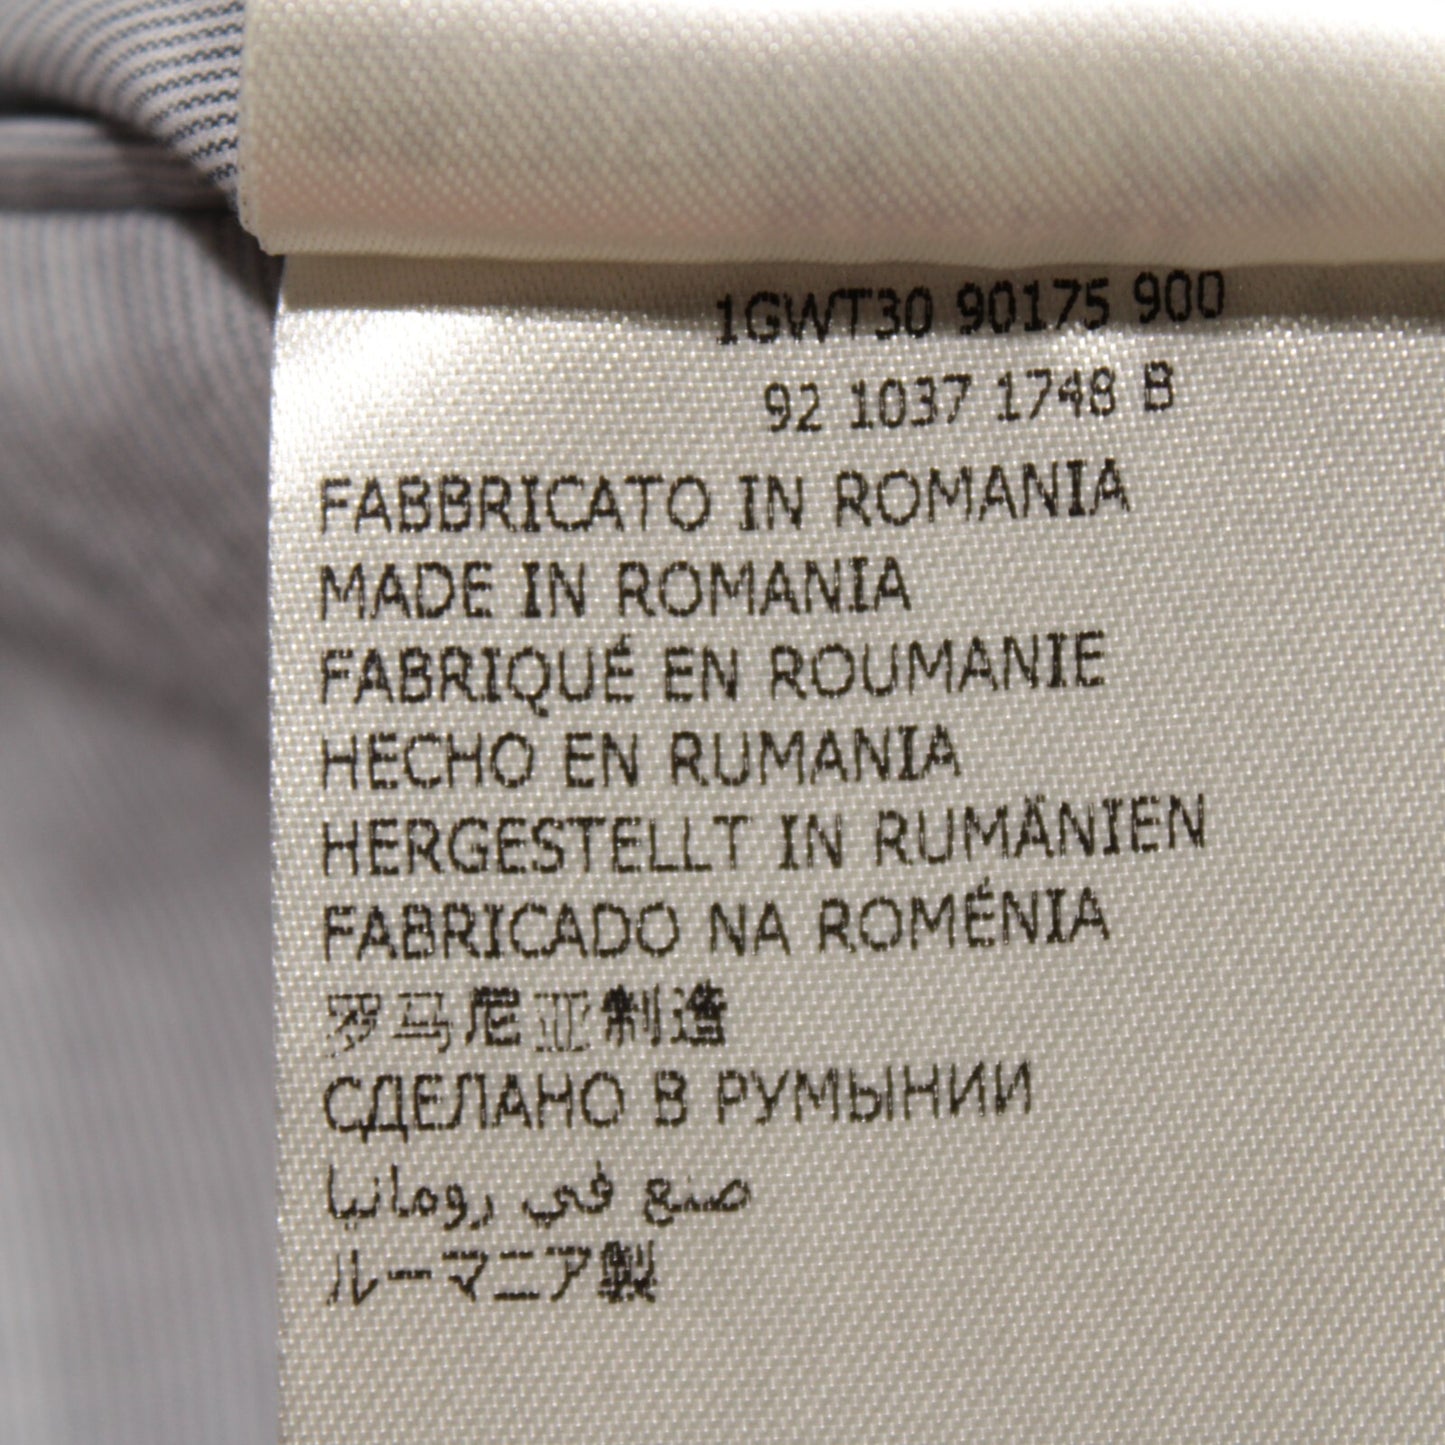 1GWT30 90175 900
92 1037 1748 B
FABBRICATO IN ROMANIA
MADE IN ROMANIA
FABRIQUÉ EN ROUMANIE
HECHO EN RUMANIA
HERGESTELLT IN RUMÄNIEN
FABRICADO NA ROMÉNIA
罗马尼亚制造
СДЕЛАНО В РУМЫНИИ
صنع في رومانيا
ルーマニア製